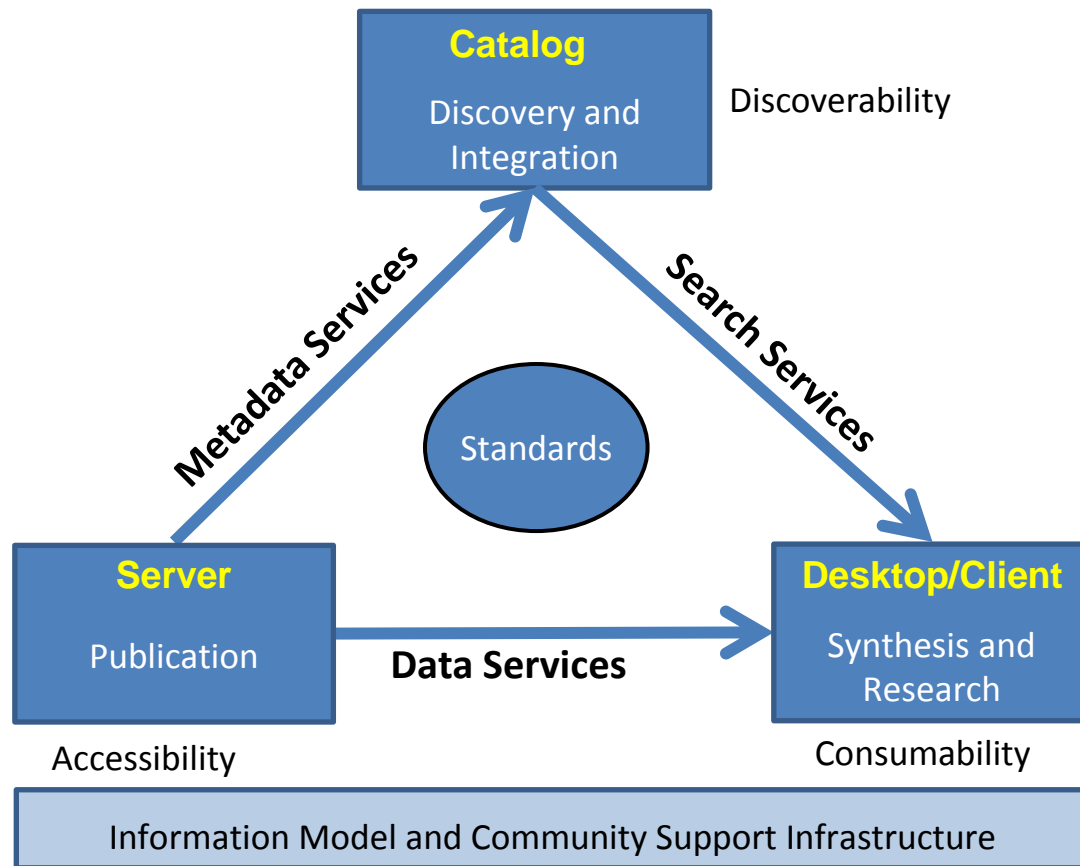 Catalog
Discovery and
Integration
Discoverability
Metadata Services
Search Services
Standards
Server
Publication
Data Services
Desktop/Client
Synthesis and
Research
Accessibility
Consumability
Information Model and Community Support Infrastructure